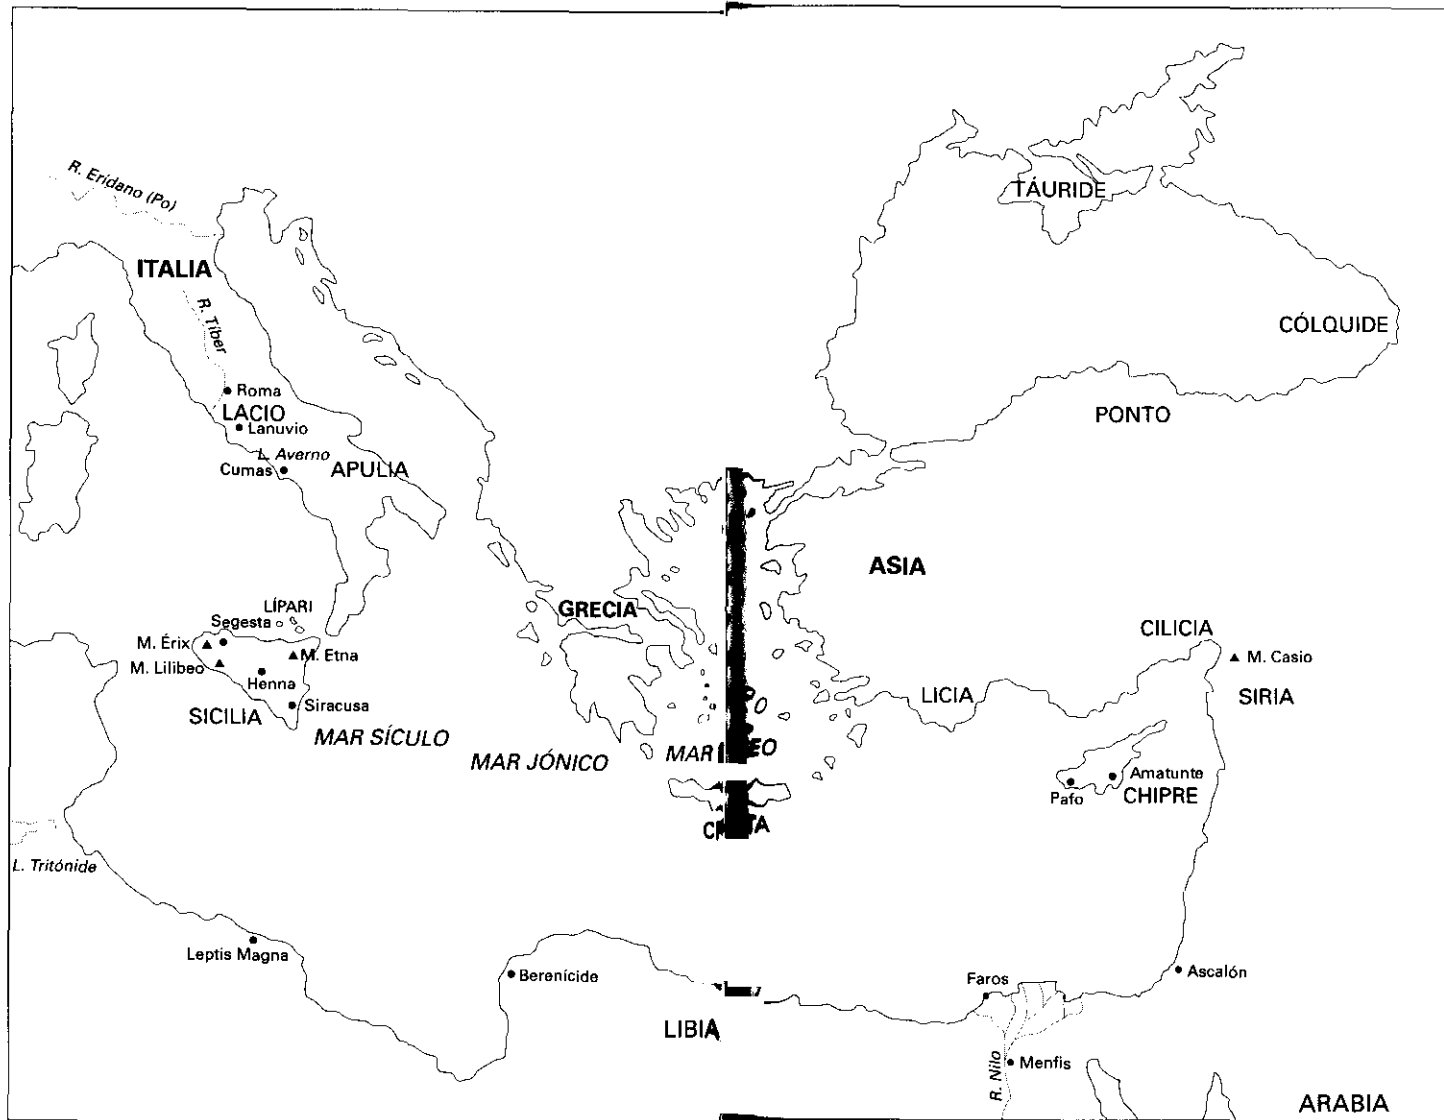 R. Erídano (Po)
ITALIA
R. Tíber
Roma
LACIO
Lanuvio
L. Averno
Cumas
APULIA
LÍPARI
Segesta
M. Érix
M. Lilibeo
M. Etna
Henna
Siracusa
SICILIA
MAR SÍCULO
MAR JÓNICO
GRECIA
MAR
L. Tritónide
Leptis Magna
Berenícide
LIBIA
TÁURIDE
CÓLQUIDE
PONTO
ASIA
CILICIA
M. Casio
LICIA
SIRIA
Amatunte
Pafo
CHIPRE
Ascalón
Faros
R. Nilo
Menfis
ARABIA